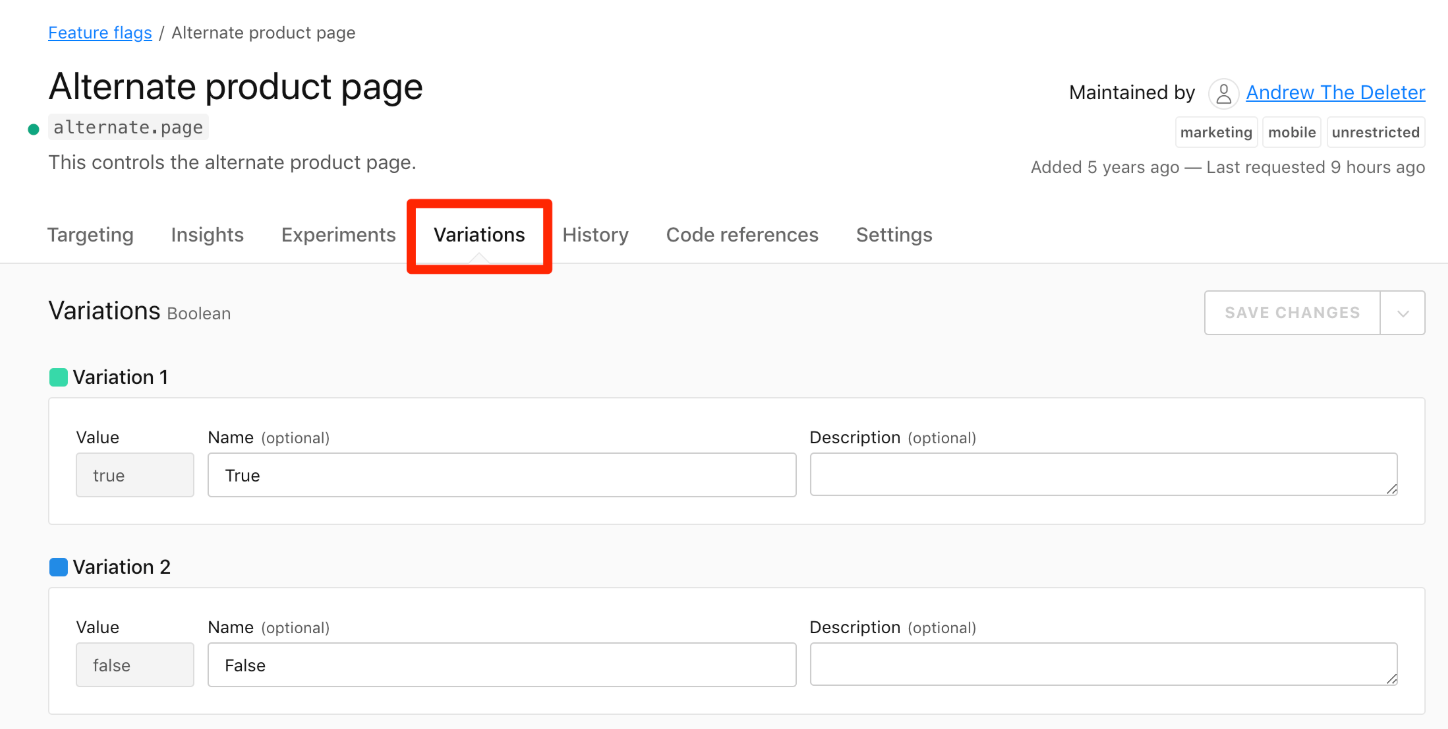 Feature flags / Alternate product page
Alternate product page
Maintained by Andrew The Deleter
alternate.page
marketing mobile unrestricted
This controls the alternate product page.
Added 5 years ago — Last requested 9 hours ago
Targeting Insights Experiments Variations History Code references Settings
Variations Boolean
SAVE CHANGES
Variation 1
Value Name (optional) Description (optional)
true True
Variation 2
Value Name (optional) Description (optional)
false False